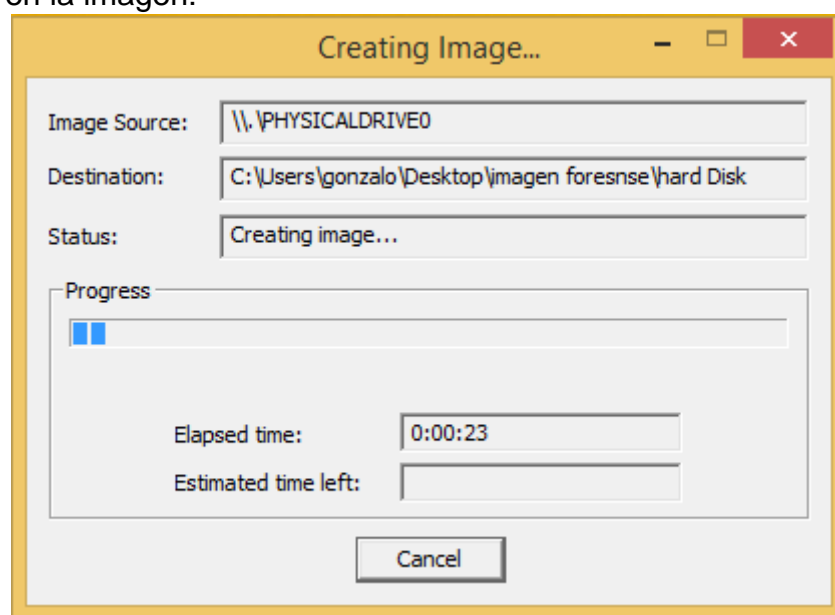 en la imagen.
Creating Image...
Image Source: \\.\PHYSICALDRIVE0
Destination: C:\Users\gonzalo\Desktop\imagen foresnse\hard Disk
Status: Creating image...
Progress
Elapsed time: 0:00:23
Estimated time left:
Cancel